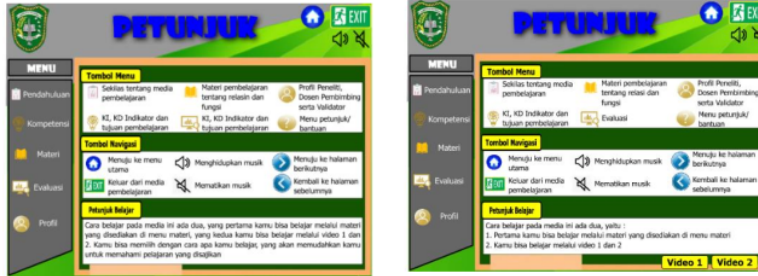 PETUNJUK
EXIT
MENU
Pendahuluan
Kompetensi
Materi
Evaluasi
Profil
Tombol Menu
Sekilas tentang media
pembelajaran
Materi pembelajaran
tentang relasin dan
fungsi
Profil Peneliti,
Dosen Pembimbing
serta Validator
KI, KD Indikator dan
tujuan pembelajaran
KI, KD Indikator dan
tujuan pembelajaran
Menu petunjuk/
bantuan
Tombol Navigasi
Menuju ke menu
utama
Menghidupkan musik
Menuju ke halaman
berikutnya
EXIT
Keluar dari media
pembelajaran
Mematikan musik
Kembali ke halaman
sebelumnya
Petunjuk Belajar
Cara belajar pada media ini ada dua, yang pertama kamu bisa belajar melalui materi
yang disediakan di menu materi, yang kedua kamu bisa belajar melalui video 1 dan
2. Kamu bisa memilih dengan cara apa kamu belajar, yang akan memudahkan kamu
untuk memahami pelajaran yang disajikan
PETUNJUK
EX
MENU
Pendahuluan
Kompetensi
Materi
Evaluasi
Profil
Tombol Menu
Sekilas tentang media
pembelajaran
Materi pembelajaran
tentang relasi dan
fungsi
Profil Peneliti,
Dosen Pembimbing
serta Validator
KI, KD Indikator dan
tujuan pembelajaran
Evaluasi
Menu petunjuk/
bantuan
Tombol Navigasi
Menuju ke menu
utama
Menghidupkan musik
Menuju ke halaman
berikutnya
EXIT
Keluar dari media
pembelajaran
Mematikan musik
Kembali ke halaman
sebelumnya
Petunjuk Belajar
Cara belajar pada media ini ada dua, yaitu :
1. Pertama kamu bisa belajar melalui materi yang disediakan di menu materi
2. Kamu bisa belajar melalui video 1 dan 2
Video 1
Video 2